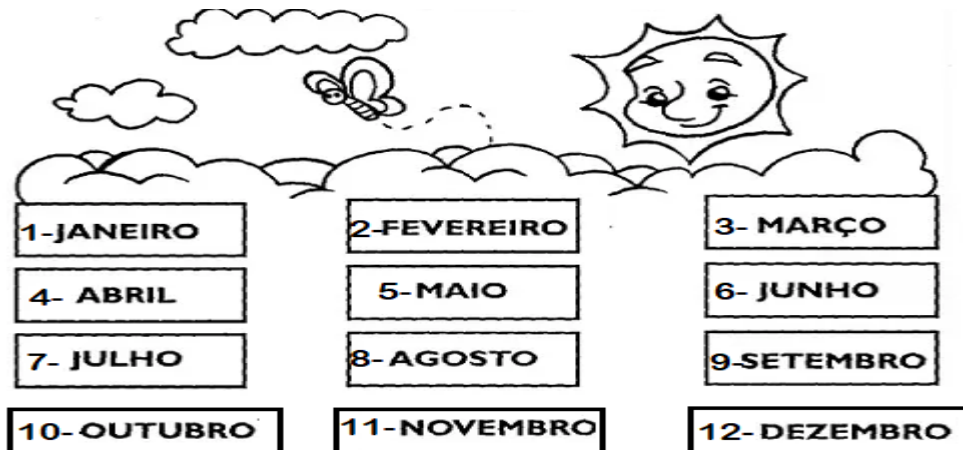 1-JANEIRO 2-FEVEREIRO 3- MARÇO
4- ABRIL 5-MAIO 6- JUNHO
7- JULHO 8-AGOSTO 9-SETEMBRO
10-OUTUBRO 11-NOVEMBRO 12-DEZEMBRO